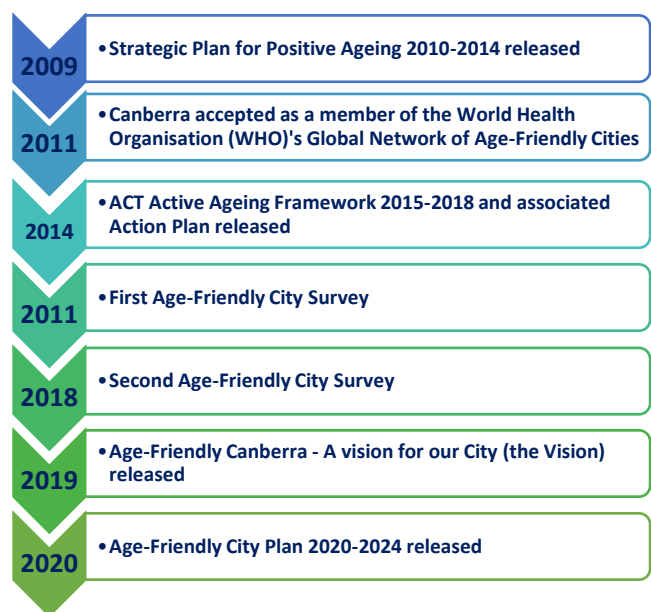 2009
•Strategic Plan for Positive Ageing 2010-2014 released
2011
•Canberra accepted as a member of the World Health
Organisation (WHO)'s Global Network of Age-Friendly Cities
2014
•ACT Active Ageing Framework 2015-2018 and associated
Action Plan released
2011
•First Age-Friendly City Survey
2018
•Second Age-Friendly City Survey
2019
•Age-Friendly Canberra - A vision for our City (the Vision)
released
2020
•Age-Friendly City Plan 2020-2024 released